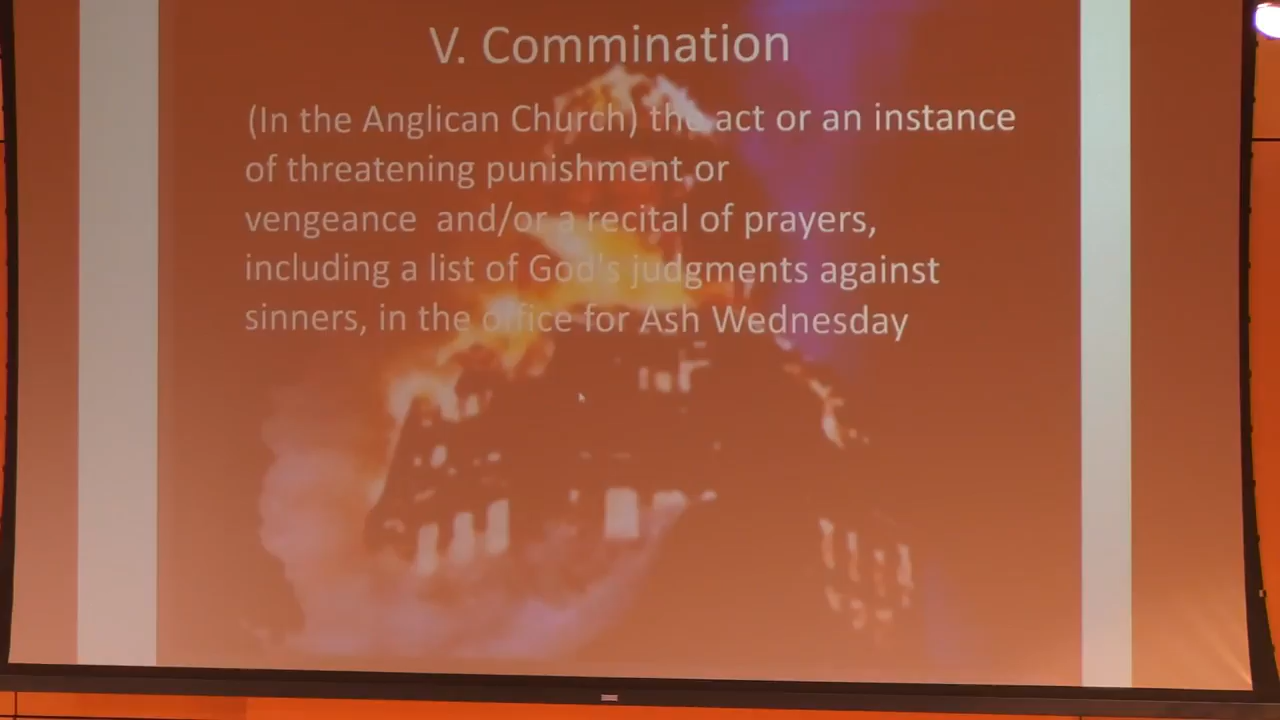 V. Commination
(In the Anglican Church) the act or an instance
of threatening punishment or
vengeance and/or a recital of prayers,
including a list of God's judgments against
sinners, in the office for Ash Wednesday